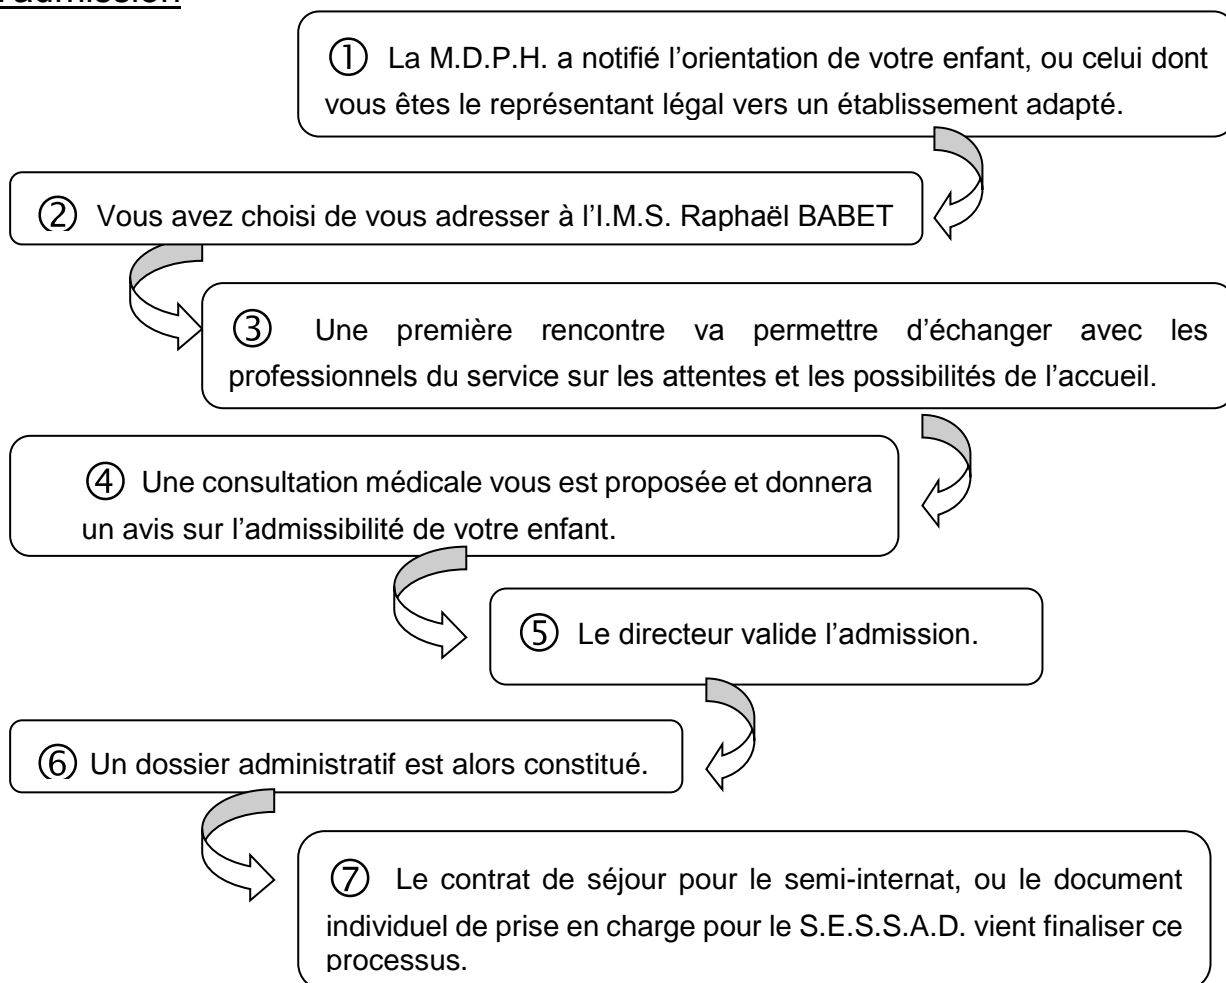 l'admission
① La M.D.P.H. a notifié l’orientation de votre enfant, ou celui dont
vous êtes le représentant légal vers un établissement adapté.
② Vous avez choisi de vous adresser à l’I.M.S. Raphaël BABET
③ Une première rencontre va permettre d’échanger avec les
professionnels du service sur les attentes et les possibilités de l’accueil.
④ Une consultation médicale vous est proposée et donnera
un avis sur l’admissibilité de votre enfant.
⑤ Le directeur valide l’admission.
⑥ Un dossier administratif est alors constitué.
⑦ Le contrat de séjour pour le semi-internat, ou le document
individuel de prise en charge pour le S.E.S.S.A.D. vient finaliser ce
processus.